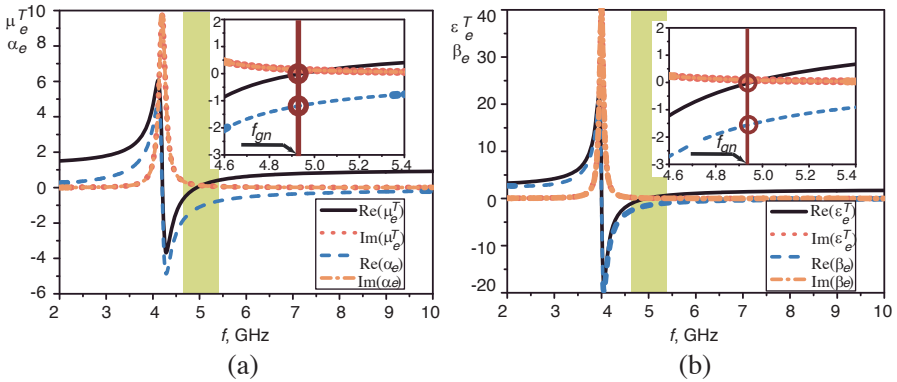 μ_e^T
α_e
10
8
6
4
2
0
-2
-4
-6
2 3 4 5 6 7 8 9 10
f, GHz
2
1
0
-1
-2
-3
4.6 4.8 5.0 5.2 5.4
f_gn
Re(μ_e^T)
Im(μ_e^T)
Re(α_e)
Im(αe)
(a)
ε_e^T
β_e
40
30
20
10
0
-10
-20
2 3 4 5 6 7 8 9 10
f, GHz
2
1
0
-1
-2
-3
4.6 4.8 5.0 5.2 5.4
f_an
Re(ε_e^T)
Im(ε_e^T)
Re(β_e)
Im(βe)
(b)